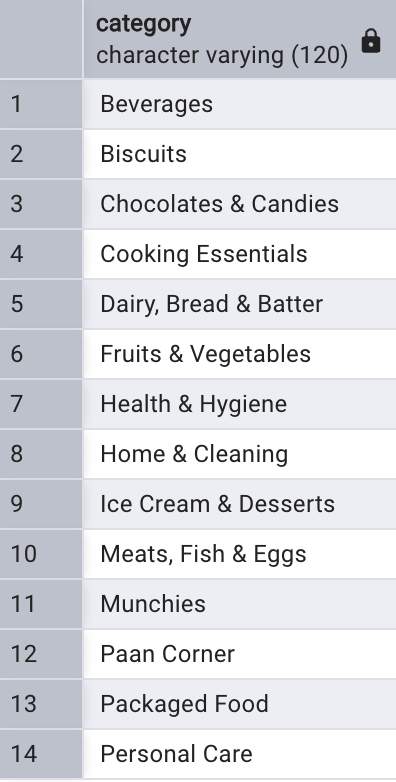 category
character varying (120)
1 Beverages
2 Biscuits
3 Chocolates & Candies
4 Cooking Essentials
5 Dairy, Bread & Batter
6 Fruits & Vegetables
7 Health & Hygiene
8 Home & Cleaning
9 Ice Cream & Desserts
10 Meats, Fish & Eggs
11 Munchies
12 Paan Corner
13 Packaged Food
14 Personal Care